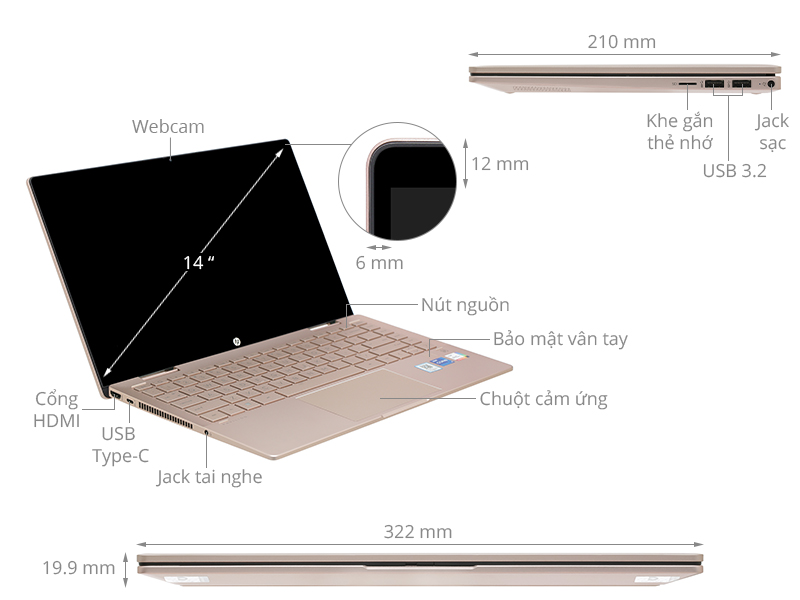 210 mm
Khe gắn
thẻ nhớ
Jack
sạc
USB 3.2
Webcam
12 mm
6 mm
14 “
hp
Nút nguồn
Bảo mật vân tay
Chuột cảm ứng
Cổng
HDMI
USB
Type-C
Jack tai nghe
322 mm
19.9 mm